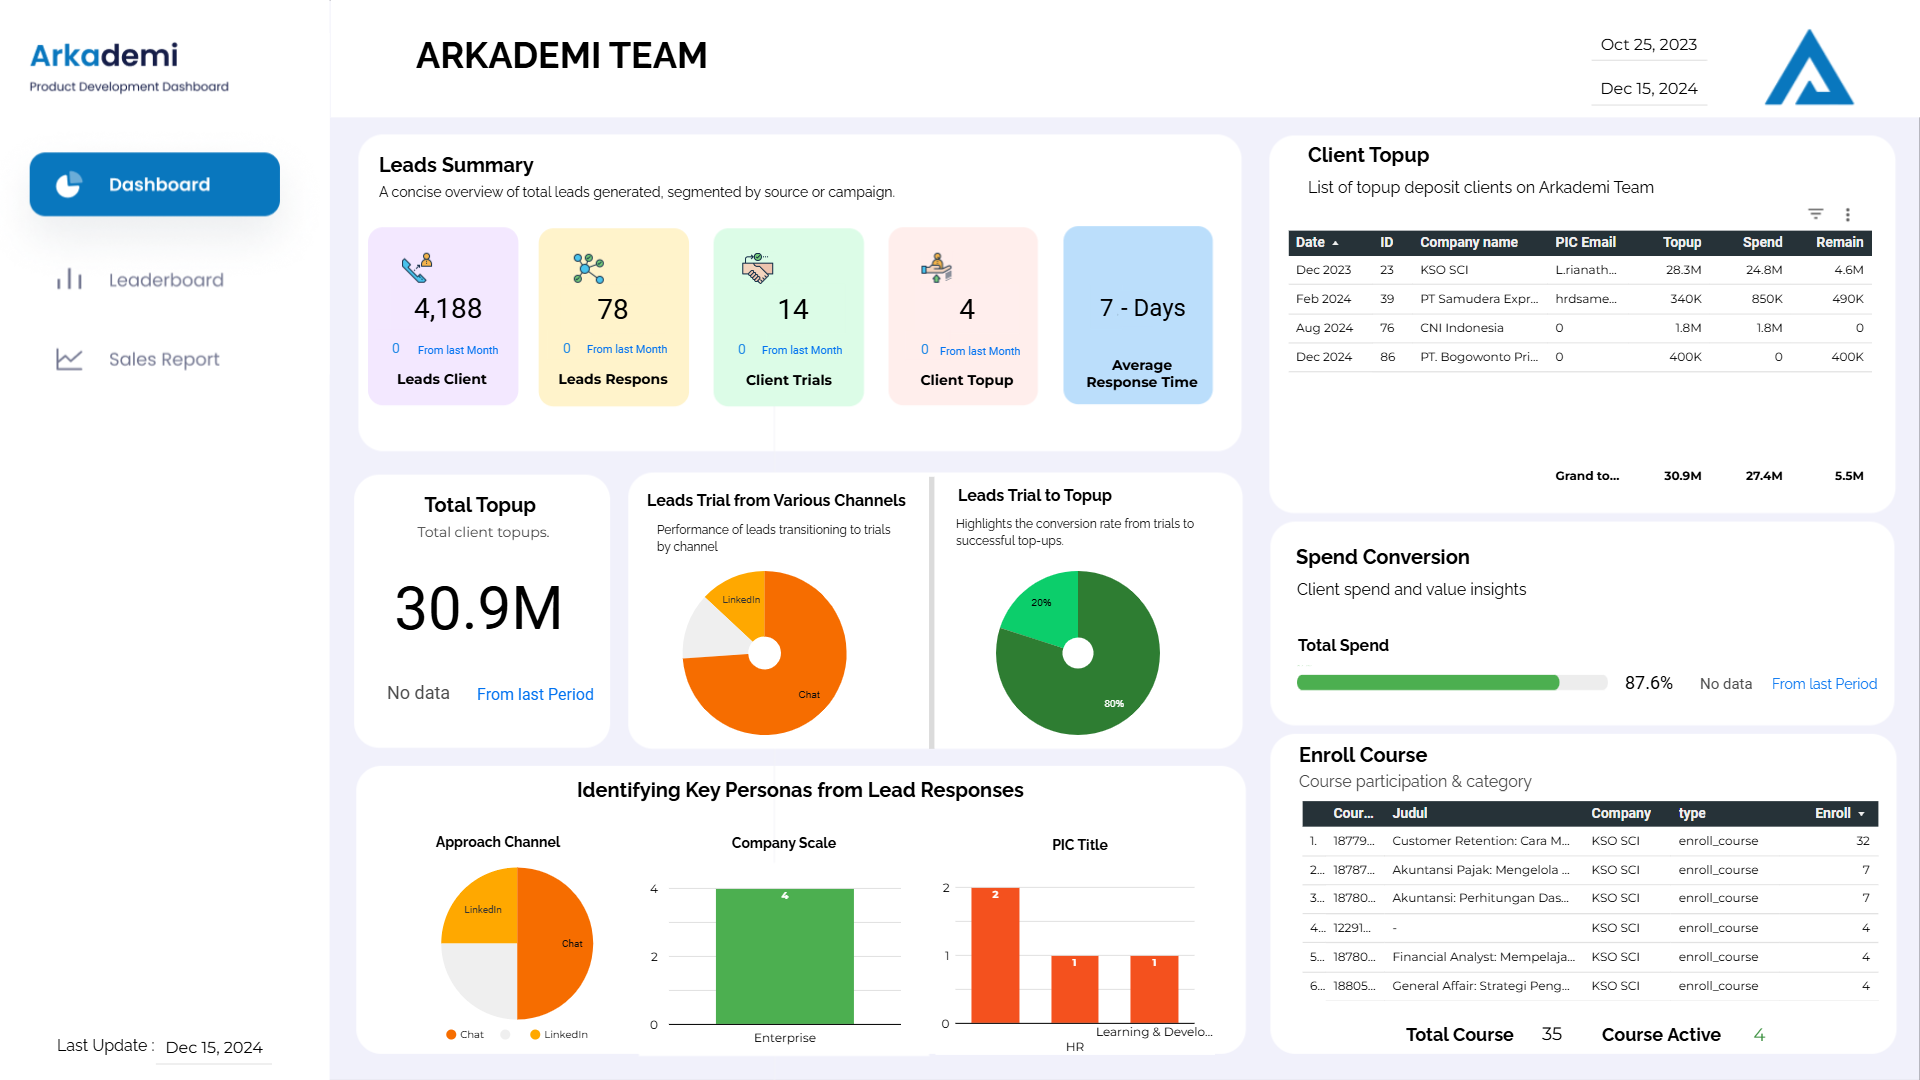 Arkademi
Product Development Dashboard
Dashboard
Leaderboard
Sales Report
Last Update : Dec 15, 2024
ARKADEMI TEAM
Oct 25, 2023
Dec 15, 2024
Leads Summary
A concise overview of total leads generated, segmented by source or campaign.
4,188
0 From last Month
Leads Client
78
0 From last Month
Leads Respons
14
0 From last Month
Client Trials
4
0 From last Month
Client Topup
7 - Days
Average
Response Time
Total Topup
Total client topups.
30.9M
No data From last Period
Leads Trial from Various Channels
Performance of leads transitioning to trials
by channel
LinkedIn
Chat
Leads Trial to Topup
Highlights the conversion rate from trials to
successful top-ups.
20%
80%
Identifying Key Personas from Lead Responses
Approach Channel
LinkedIn
Chat
Chat LinkedIn
Company Scale
4
2
0
4
Enterprise
PIC Title
2
1
0
2
1
1
Learning & Develo...
HR
Client Topup
List of topup deposit clients on Arkademi Team
Date ID Company name PIC Email Topup Spend Remain
Dec 2023 23 KSO SCI L.rianath... 28.3M 24.8M 4.6M
Feb 2024 39 PT Samudera Expr... hrdsame... 340K 850K 490K
Aug 2024 76 CNI Indonesia 0 1.8M 1.8M 0
Dec 2024 86 PT. Bogowonto Pri... 0 400K 0 400K
Grand to... 30.9M 27.4M 5.5M
Spend Conversion
Client spend and value insights
Total Spend
87.6% No data From last Period
Enroll Course
Course participation & category
Cour... Judul Company type Enroll
1. 18779... Customer Retention: Cara M... KSO SCI enroll_course 32
2... 18787... Akuntansi Pajak: Mengelola ... KSO SCI enroll_course 7
3... 18780... Akuntansi: Perhitungan Das... KSO SCI enroll_course 7
4... 12291... - KSO SCI enroll_course 4
5... 18780... Financial Analyst: Mempelaja... KSO SCI enroll_course 4
6... 18805... General Affair: Strategi Peng... KSO SCI enroll_course 4
Total Course 35 Course Active 4